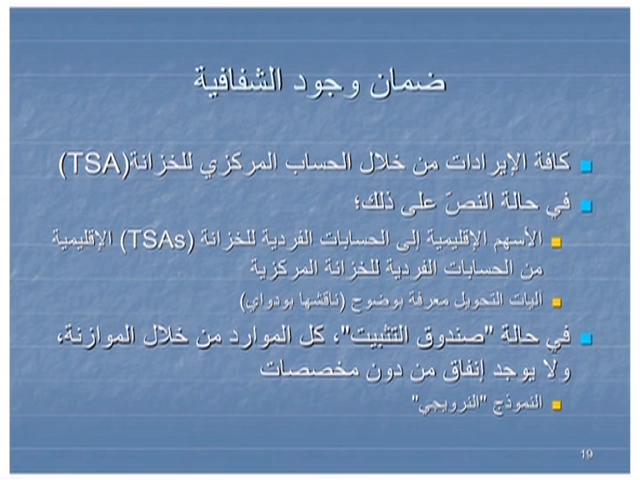 ضمان وجود الشفافية
كافة الإيرادات من خلال الحساب المركزي للخزانة(TSA)
في حالة النصّ على ذلك؛
الأسهم الإقليمية إلى الحسابات الفردية للخزانة (TSAs) الإقليمية
من الحسابات الفردية للخزانة المركزية
آليات التحويل معرفة بوضوح (ناقشها بودواي)
في حالة "صندوق التثبيت"، كل الموارد من خلال الموازنة،
ولا يوجد إنفاق من دون مخصصات
النموذج "النرويجي"
19